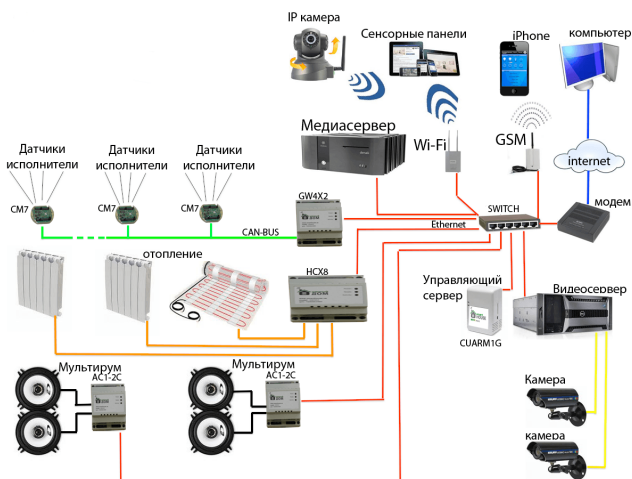 IP камера
Сенсорные панели
iPhone
компьютер
Медиасервер
Wi-Fi
GSM
internet
Датчики
исполнители
Датчики
исполнители
Датчики
исполнители
CM7
CM7
CM7
GW4X2
SWITCH
модем
CAN-BUS
Ethernet
отопление
HCX8
Управляющий
сервер
Видеосервер
CUARM1G
Мультирум
AC1-2C
Мультирум
AC1-2C
Камера
камера